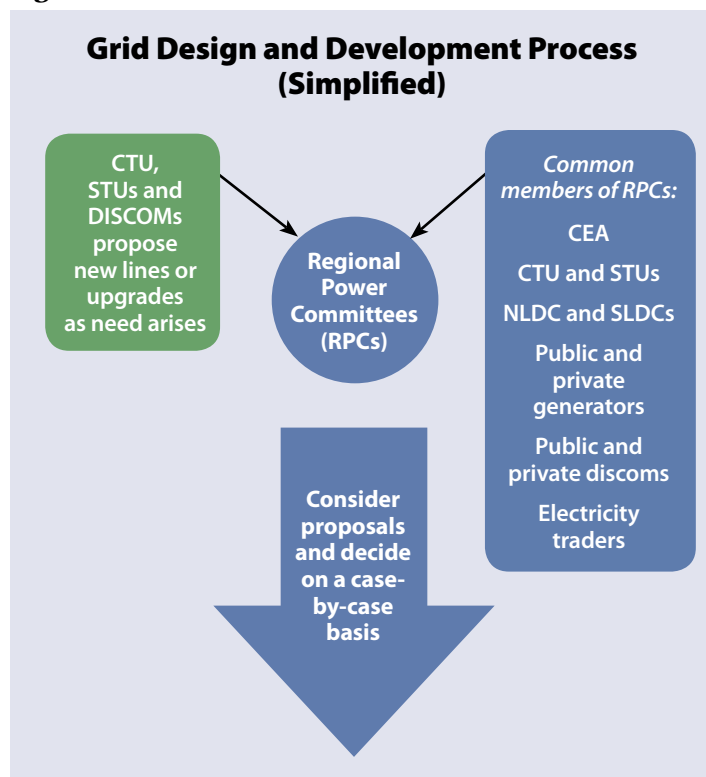 Grid Design and Development Process
(Simplified)
CTU,
STUs and
DISCOMs
propose
new lines or
upgrades
as need arises
Regional
Power
Committees
(RPCs)
Common
members of RPCs:
CEA
CTU and STUs
NLDC and SLDCs
Public and
private
generators
Public and
private discoms
Electricity
traders
Consider
proposals
and decide
on a case-
by-case
basis